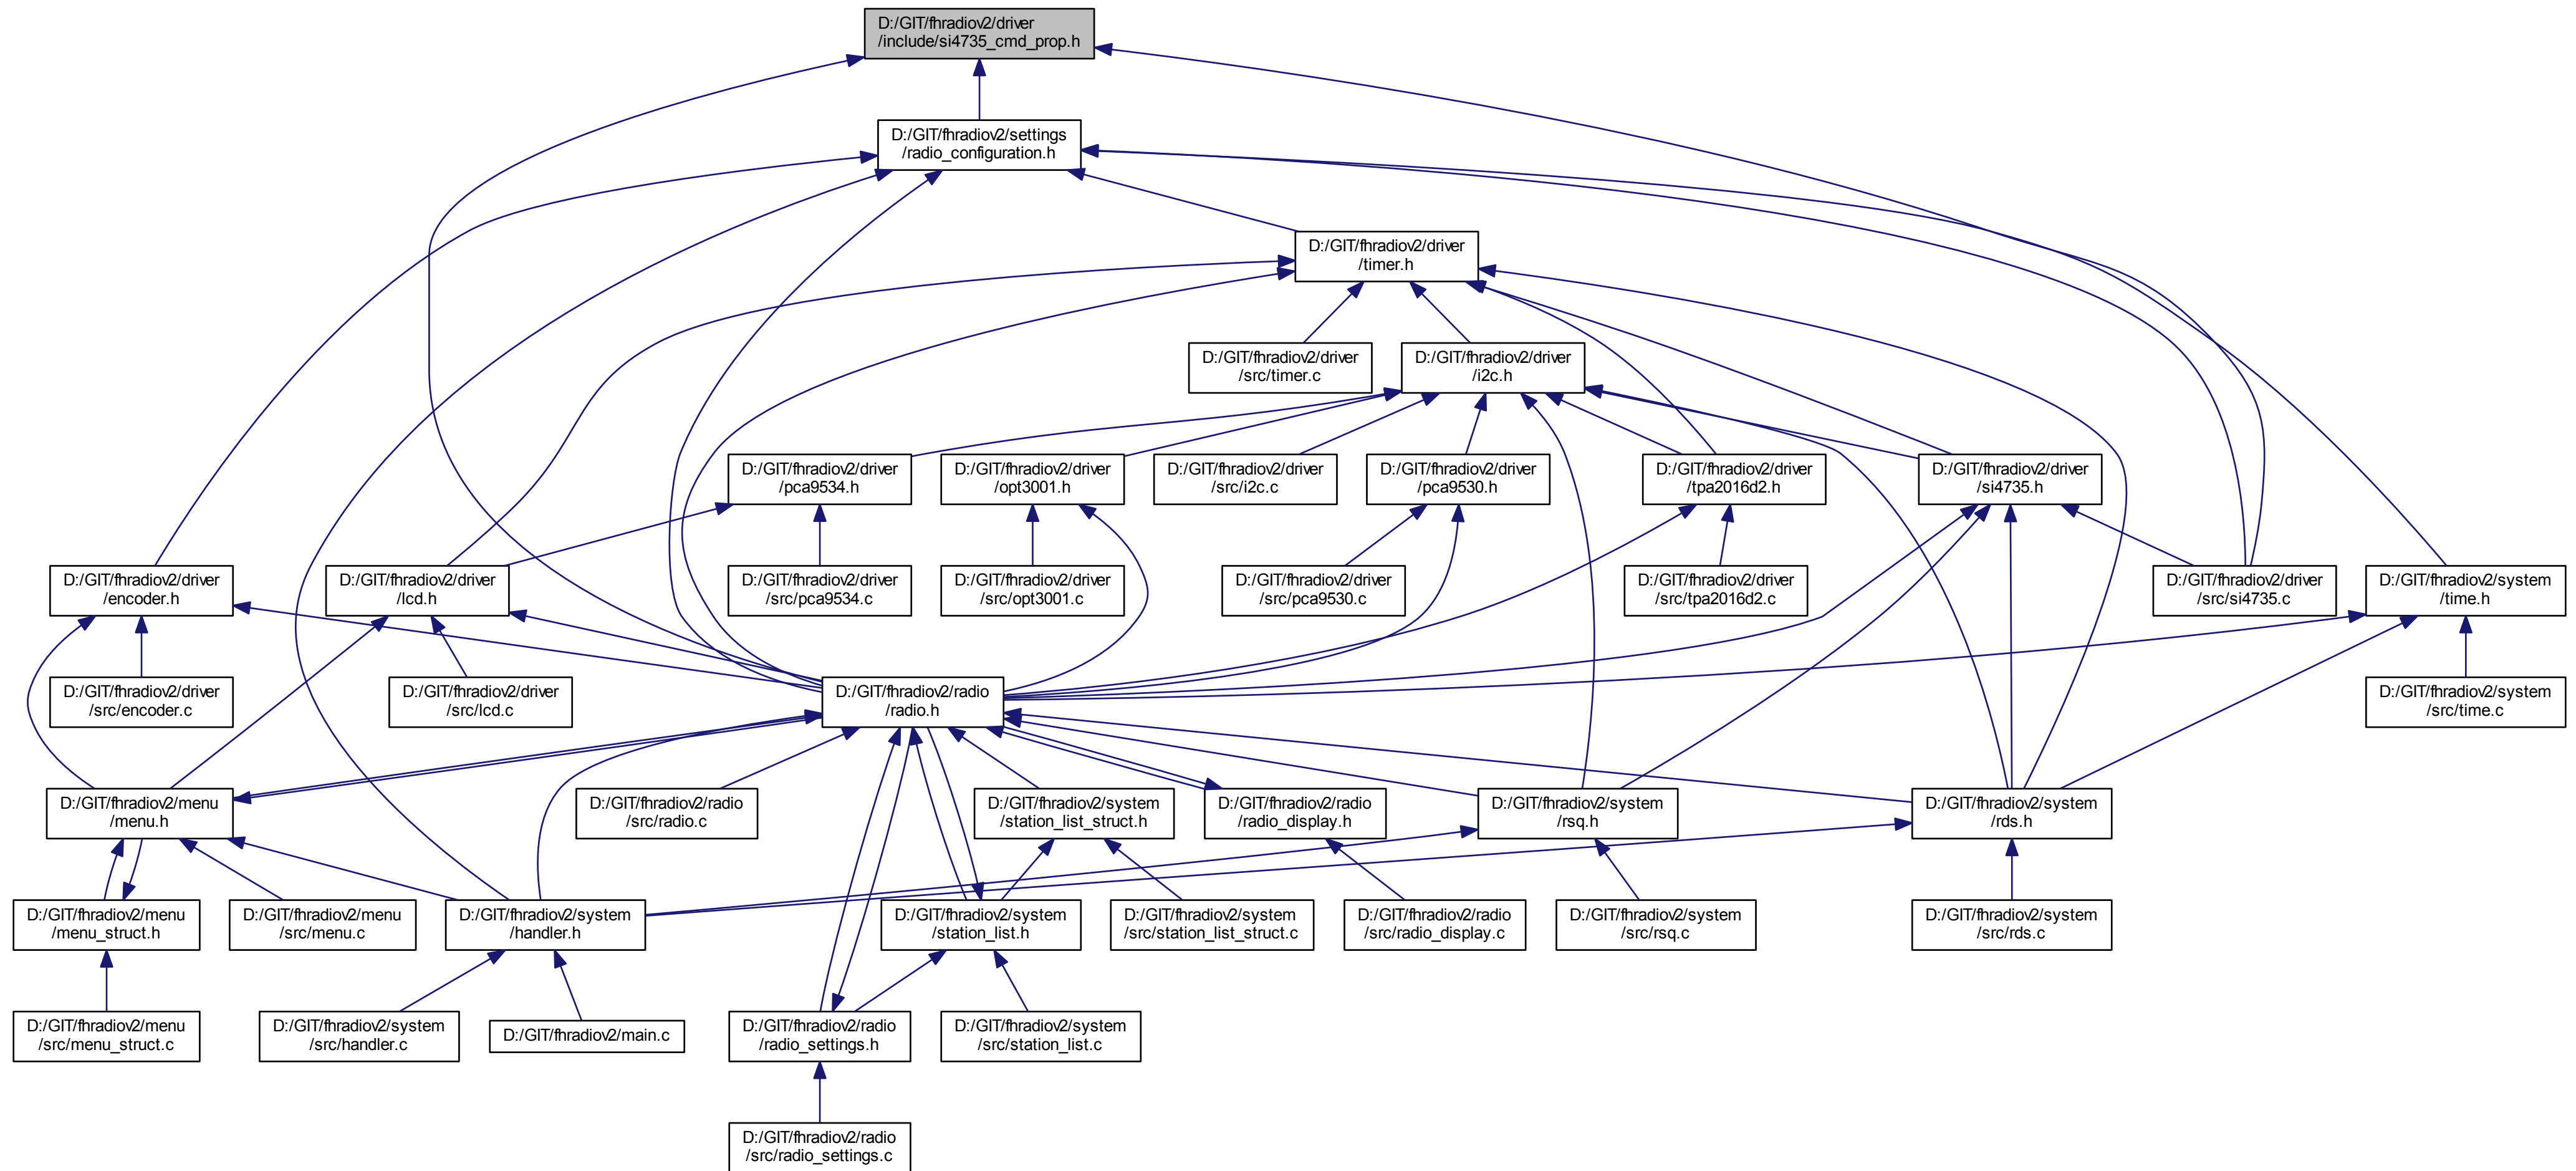 D:/GIT/fhradiov2/driver
/include/si4735_cmd_prop.h
D:/GIT/fhradiov2/settings
/radio_configuration.h
D:/GIT/fhradiov2/driver
/timer.h
D:/GIT/fhradiov2/driver
/src/timer.c
D:/GIT/fhradiov2/driver
/i2c.h
D:/GIT/fhradiov2/driver
/pca9534.h
D:/GIT/fhradiov2/driver
/opt3001.h
D:/GIT/fhradiov2/driver
/src/i2c.c
D:/GIT/fhradiov2/driver
/pca9530.h
D:/GIT/fhradiov2/driver
/tpa2016d2.h
D:/GIT/fhradiov2/driver
/si4735.h
D:/GIT/fhradiov2/driver
/encoder.h
D:/GIT/fhradiov2/driver
/lcd.h
D:/GIT/fhradiov2/driver
/src/pca9534.c
D:/GIT/fhradiov2/driver
/src/opt3001.c
D:/GIT/fhradiov2/driver
/src/pca9530.c
D:/GIT/fhradiov2/driver
/src/tpa2016d2.c
D:/GIT/fhradiov2/driver
/src/si4735.c
D:/GIT/fhradiov2/system
/time.h
D:/GIT/fhradiov2/driver
/src/encoder.c
D:/GIT/fhradiov2/driver
/src/lcd.c
D:/GIT/fhradiov2/radio
/radio.h
D:/GIT/fhradiov2/system
/src/time.c
D:/GIT/fhradiov2/menu
/menu.h
D:/GIT/fhradiov2/radio
/src/radio.c
D:/GIT/fhradiov2/system
/station_list_struct.h
D:/GIT/fhradiov2/radio
/radio_display.h
D:/GIT/fhradiov2/system
/rsq.h
D:/GIT/fhradiov2/system
/rds.h
D:/GIT/fhradiov2/menu
/menu_struct.h
D:/GIT/fhradiov2/menu
/src/menu.c
D:/GIT/fhradiov2/system
/handler.h
D:/GIT/fhradiov2/system
/station_list.h
D:/GIT/fhradiov2/system
/src/station_list_struct.c
D:/GIT/fhradiov2/radio
/src/radio_display.c
D:/GIT/fhradiov2/system
/src/rsq.c
D:/GIT/fhradiov2/system
/src/rds.c
D:/GIT/fhradiov2/menu
/src/menu_struct.c
D:/GIT/fhradiov2/system
/src/handler.c
D:/GIT/fhradiov2/main.c
D:/GIT/fhradiov2/radio
/radio_settings.h
D:/GIT/fhradiov2/system
/src/station_list.c
D:/GIT/fhradiov2/radio
/src/radio_settings.c